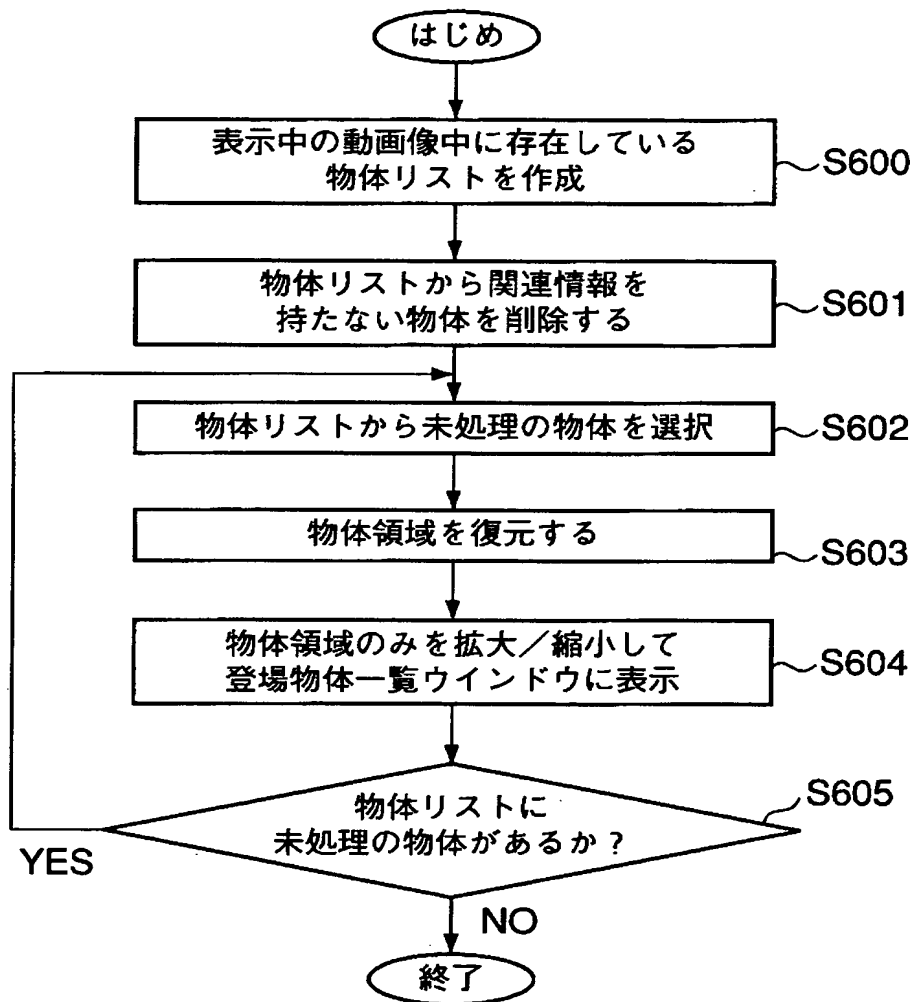 はじめ
表示中の動画像中に存在している
物体リストを作成
S600
物体リストから関連情報を
持たない物体を削除する
S601
物体リストから未処理の物体を選択
S602
物体領域を復元する
S603
物体領域のみを拡大／縮小して
登場物体一覧ウインドウに表示
S604
物体リストに
未処理の物体があるか？
S605
YES
NO
終了